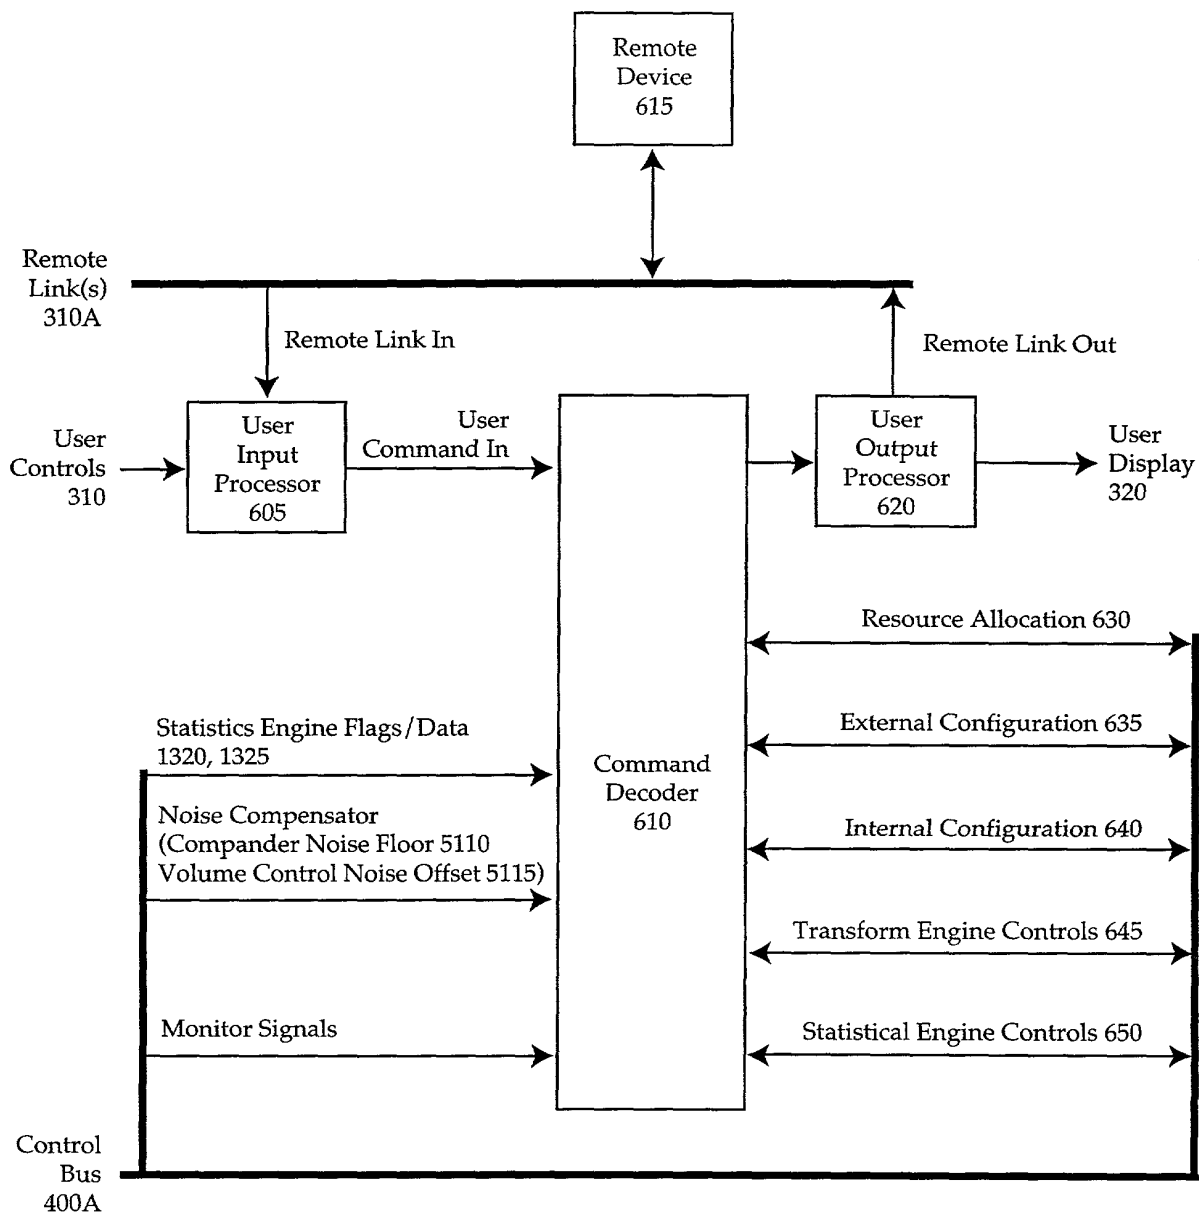 Remote
Device
615
Remote
Link(s)
310A
Remote Link In
Remote Link Out
User
Controls
310
User
Input
Processor
605
User
Command In
User
Output
Processor
620
User
Display
320
Resource Allocation 630
Statistics Engine Flags/Data
1320, 1325
External Configuration 635
Command
Decoder
610
Noise Compensator
(Compander Noise Floor 5110
Volume Control Noise Offset 5115)
Internal Configuration 640
Transform Engine Controls 645
Monitor Signals
Statistical Engine Controls 650
Control
Bus
400A